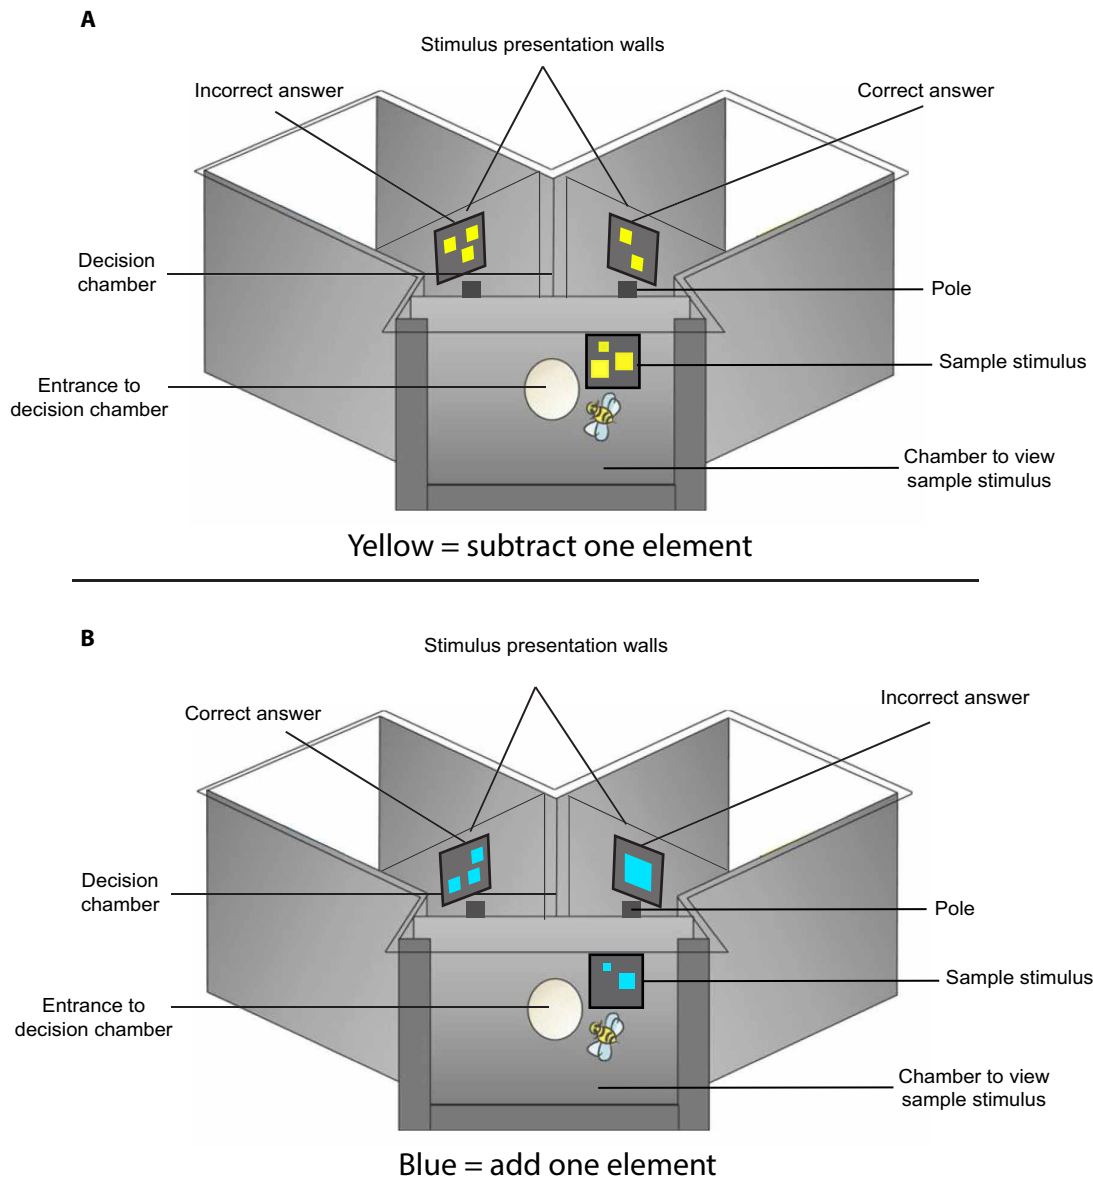 A
Stimulus presentation walls
Incorrect answer
Correct answer
Decision
chamber
Pole
Sample stimulus
Entrance to
decision chamber
Chamber to view
sample stimulus
Yellow = subtract one element
B
Stimulus presentation walls
Correct answer
Incorrect answer
Decision
chamber
Pole
Sample stimulus
Entrance to
decision chamber
Chamber to view
sample stimulus
Blue = add one element